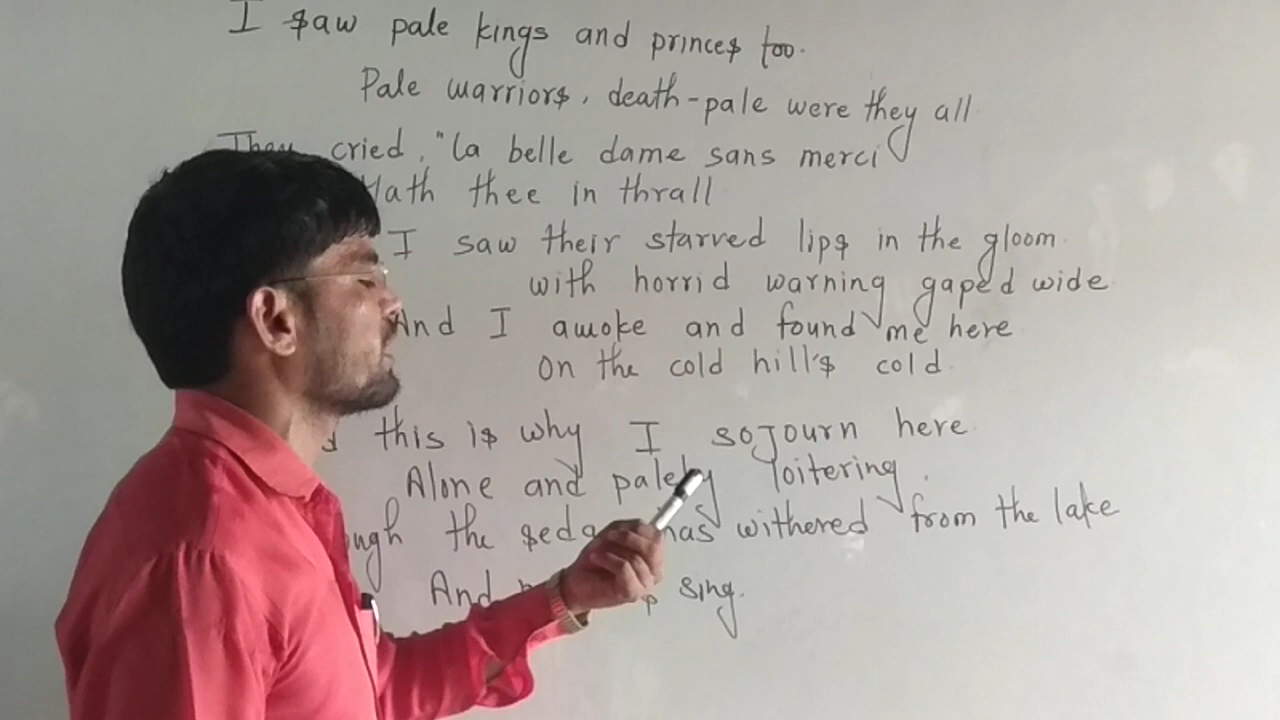 I saw pale kings and princes too.
Pale warriors, death-pale were they all
They cried, "la belle dame sans merci
Hath thee in thrall
I saw their starved lips in the gloom
with horrid warning gaped wide
And I awoke and found me here
on the cold hill's cold.
this is why I sojourn here
Alone and palely loitering.
the has withered from the lake
And sing.